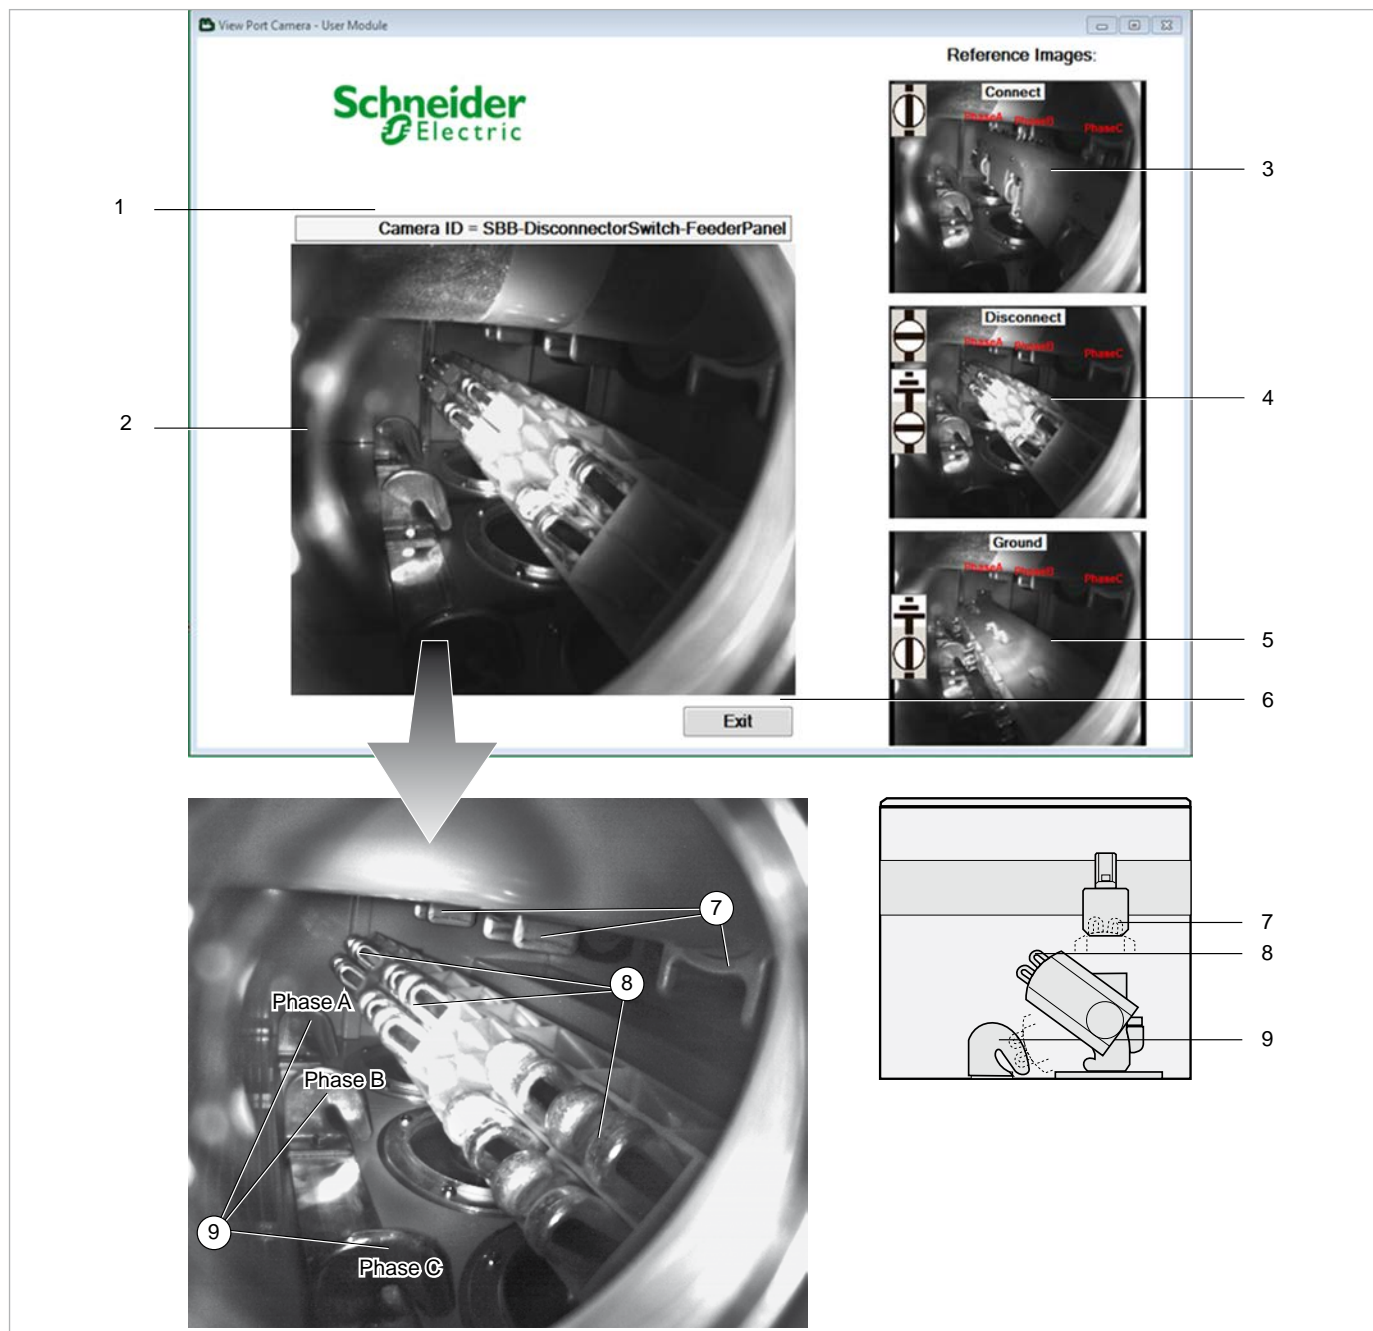 View Port Camera - User Module
Reference Images:
Schneider
Electric
Connect
PhaseA PhaseB PhaseC
3
1
Camera ID = SBB-DisconnectorSwitch-FeederPanel
Disconnect
PhaseA PhaseB PhaseC
4
2
Ground
PhaseA PhaseB PhaseC
5
6
Exit
7
7
8
8
Phase A
9
Phase B
9
Phase C